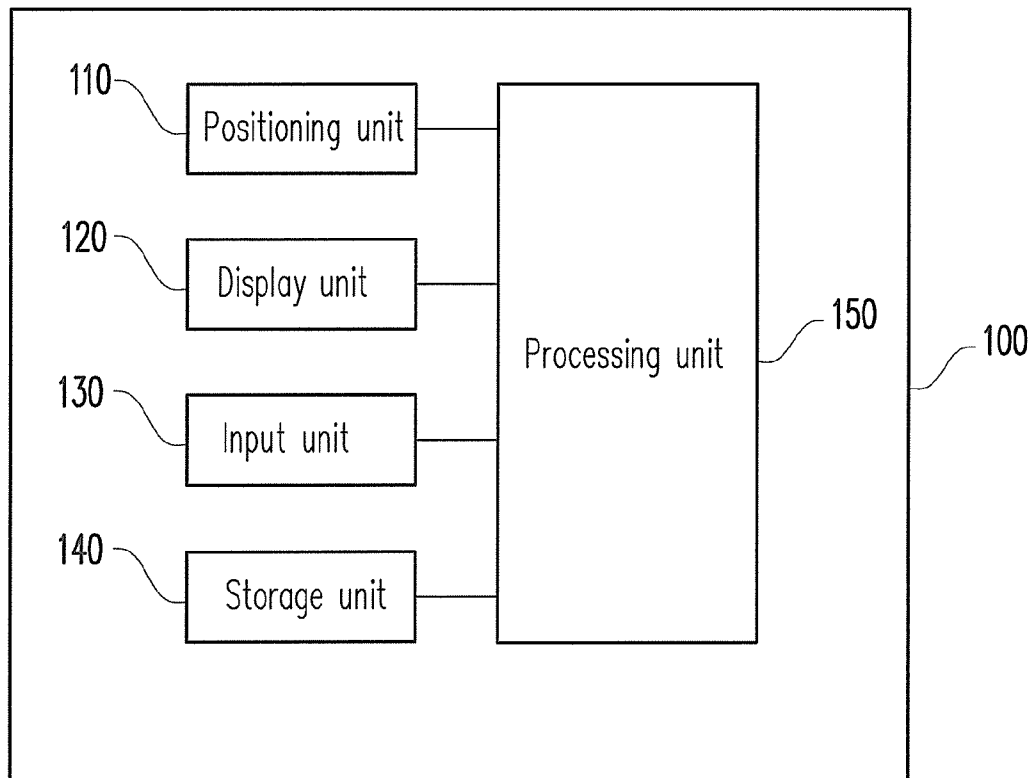 110
Positioning unit
120
Display unit
Processing unit
150
100
130
Input unit
140
Storage unit